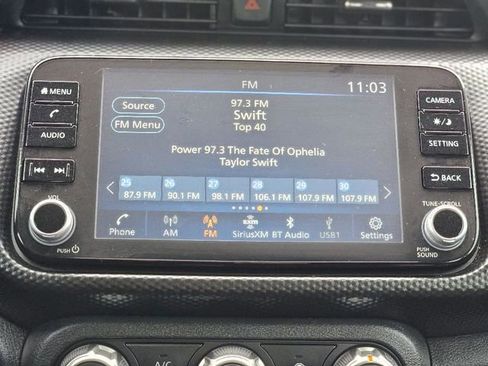 FM
11:03
MENU
CAMERA
Source
97.3 FM
Swift
AUDIO
FM Menu
Top 40
SETTING
Power 97.3 The Fate Of Ophelia
Taylor Swift
BACK
25 26 27 28 29 30
87.9 FM 90.1 FM 98.1 FM 106.1 FM 107.9 FM 107.9 FM
VOL
TUNE·SCROLL
Phone AM FM SiriusXM BT Audio USB1 Settings
PUSH
PUSH SOUND
A/C